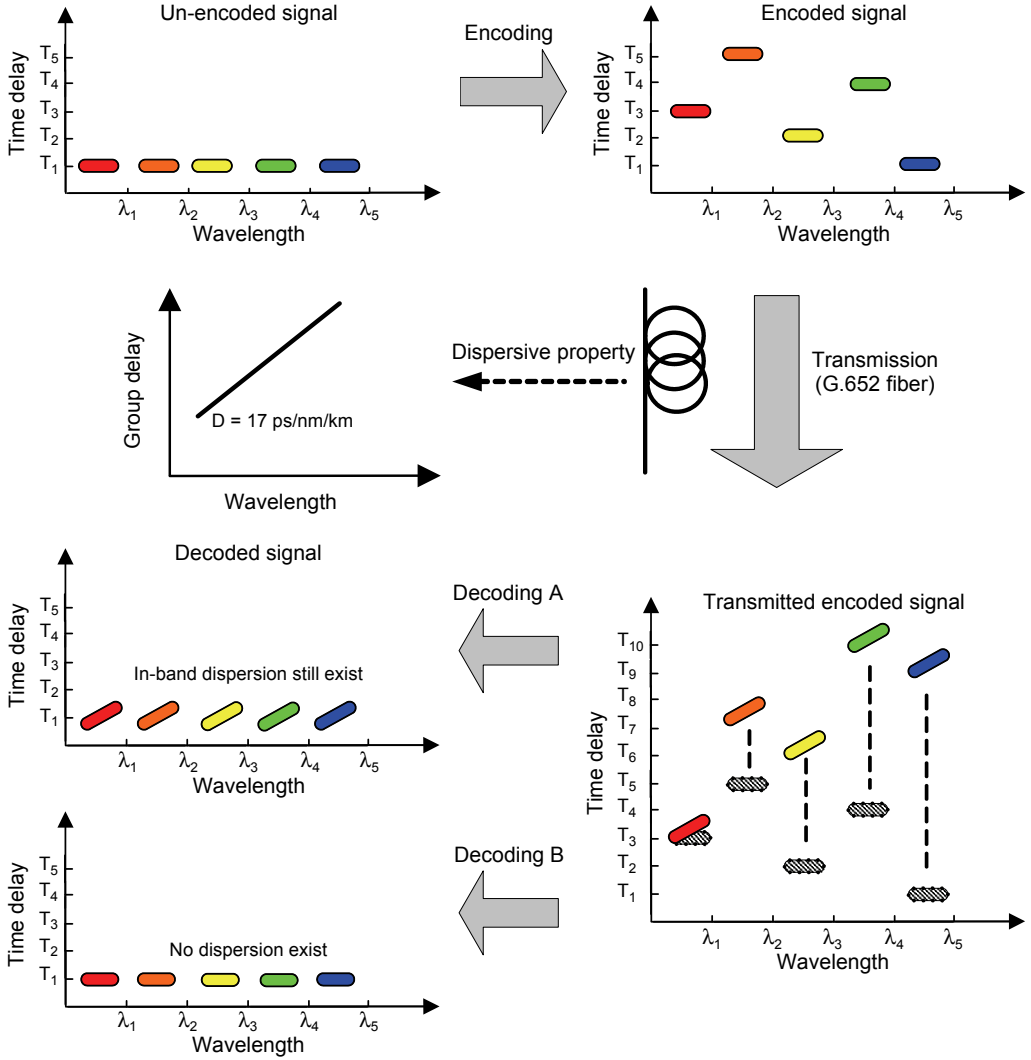 Un-encoded signal
Time delay
T5
T4
T3
T2
T1
λ1 λ2 λ3 λ4 λ5
Wavelength
Encoding
Encoded signal
Time delay
T5
T4
T3
T2
T1
λ1 λ2 λ3 λ4 λ5
Wavelength
Group delay
D = 17 ps/nm/km
Wavelength
Dispersive property
Transmission
(G.652 fiber)
Decoded signal
Time delay
T5
T4
T3
T2
T1
In-band dispersion still exist
λ1 λ2 λ3 λ4 λ5
Wavelength
Decoding A
Transmitted encoded signal
Time delay
T10
T9
T8
T7
T6
T5
T4
T3
T2
T1
λ1 λ2 λ3 λ4 λ5
Wavelength
Decoding B
Time delay
T5
T4
T3
T2
T1
No dispersion exist
λ1 λ2 λ3 λ4 λ5
Wavelength